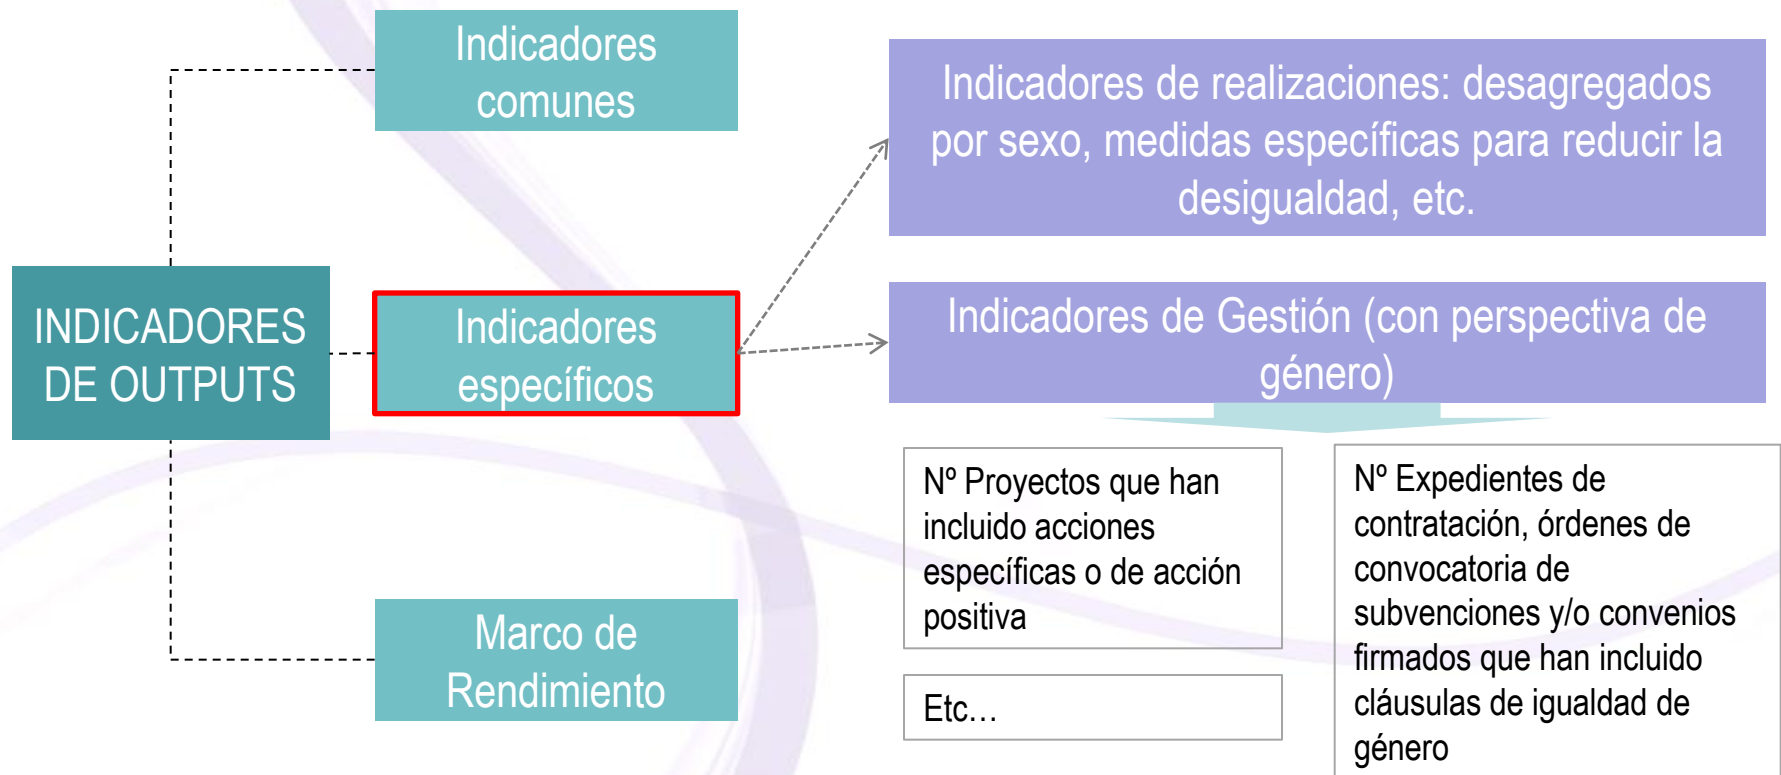 Indicadores
comunes
INDICADORES
DE OUTPUTS
Indicadores
específicos
Marco de
Rendimiento
Indicadores de realizaciones: desagregados
por sexo, medidas específicas para reducir la
desigualdad, etc.
Indicadores de Gestión (con perspectiva de
género)
Nº Proyectos que han
incluido acciones
específicas o de acción
positiva
Etc…
Nº Expedientes de
contratación, órdenes de
convocatoria de
subvenciones y/o convenios
firmados que han incluido
cláusulas de igualdad de
género